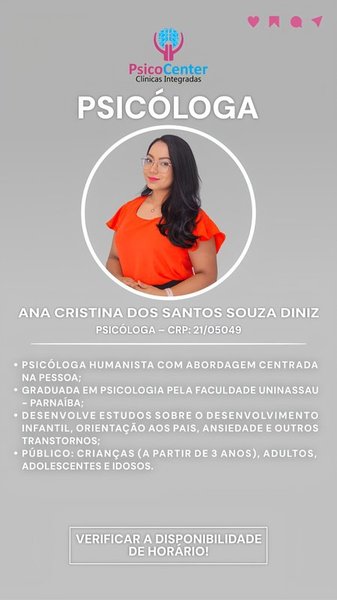 PsicoCenter
Clínicas Integradas
PSICÓLOGA
ANA CRISTINA DOS SANTOS SOUZA DINIZ
PSICÓLOGA – CRP: 21/05049
• PSICÓLOGA HUMANISTA COM ABORDAGEM CENTRADA
NA PESSOA;
• GRADUADA EM PSICOLOGIA PELA FACULDADE UNINASSAU
- PARNAÍBA;
• DESENVOLVE ESTUDOS SOBRE O DESENVOLVIMENTO
INFANTIL, ORIENTAÇÃO AOS PAIS, ANSIEDADE E OUTROS
TRANSTORNOS;
• PÚBLICO: CRIANÇAS (A PARTIR DE 3 ANOS), ADULTOS,
ADOLESCENTES E IDOSOS.
VERIFICAR A DISPONIBILIDADE
DE HORÁRIO!